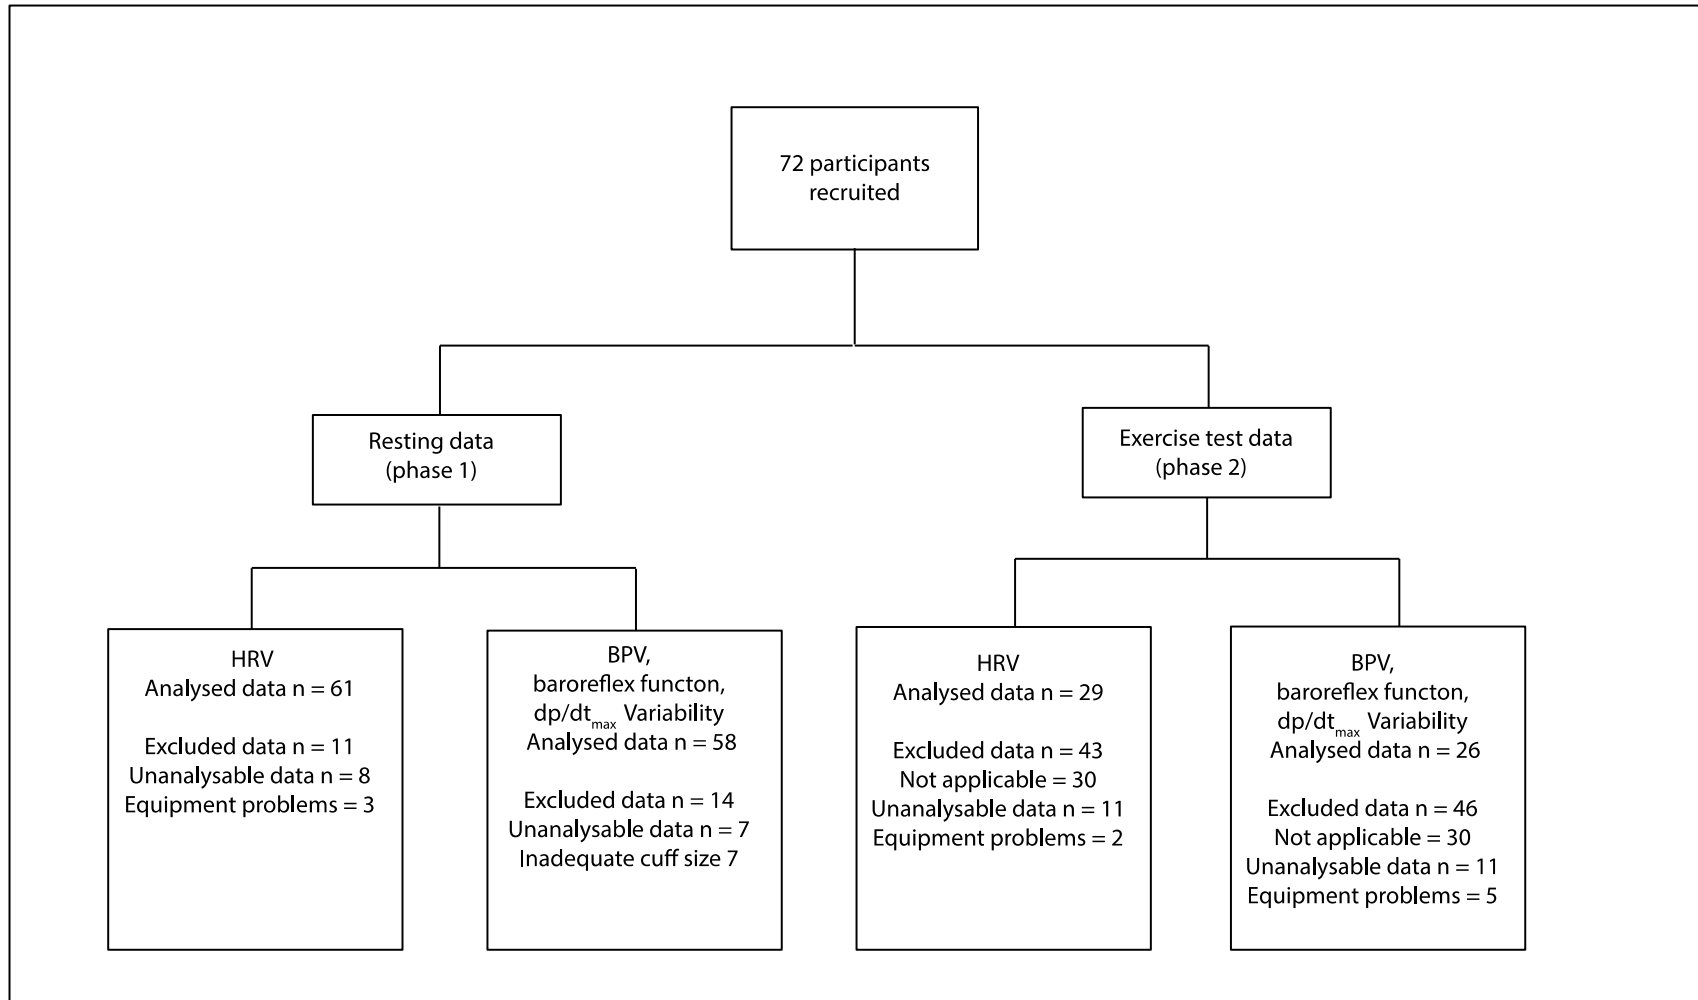 72 participants
recruited
Resting data
(phase 1)
Exercise test data
(phase 2)
HRV
Analysed data n = 61
Excluded data n = 11
Unanalysable data n = 8
Equipment problems = 3
BPV,
baroreflex functon,
dp/dtmax Variability
Analysed data n = 58
Excluded data n = 14
Unanalysable data n = 7
Inadequate cuff size 7
HRV
Analysed data n = 29
Excluded data n = 43
Not applicable = 30
Unanalysable data n = 11
Equipment problems = 2
BPV,
baroreflex functon,
dp/dtmax Variability
Analysed data n = 26
Excluded data n = 46
Not applicable = 30
Unanalysable data n = 11
Equipment problems = 5